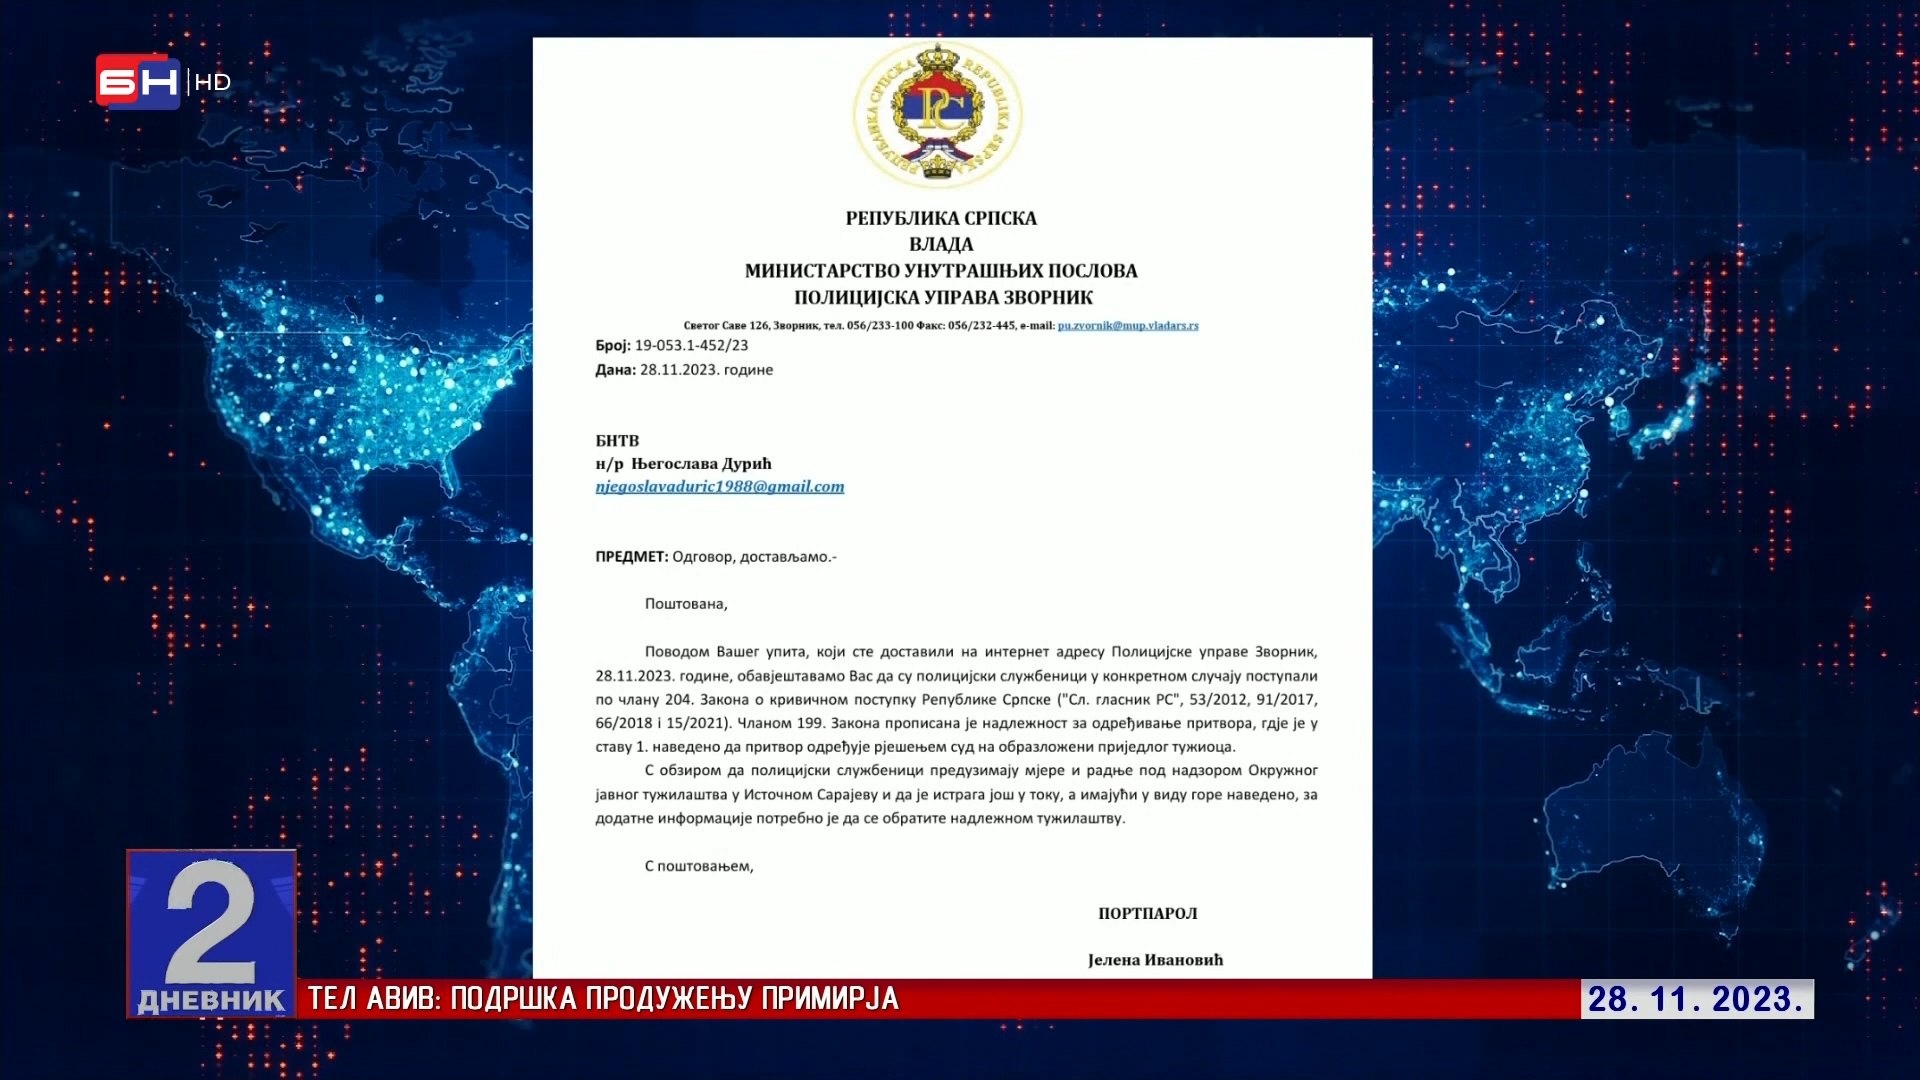 БН HD
РЕПУБЛИКА СРПСКА REPUBLIKA SRPSKA
РС
РЕПУБЛИКА СРПСКА
ВЛАДА
МИНИСТАРСТВО УНУТРАШЊИХ ПОСЛОВА
ПОЛИЦИЈСКА УПРАВА ЗВОРНИК
Светог Саве 126, Зворник, тел. 056/233-100 Факс: 056/232-445, e-mail: pu.zvornik@mup.vladars.rs
Број: 19-053.1-452/23
Дана: 28.11.2023. године
БНТВ
н/р Његослава Дурић
njegoslavaduric1988@gmail.com
ПРЕДМЕТ: Одговор, достављамо.-
Поштована,
Поводом Вашег упита, који сте доставили на интернет адресу Полицијске управе Зворник,
28.11.2023. године, обавјештавамо Вас да су полицијски службеници у конкретном случају поступали
по члану 204. Закона о кривичном поступку Републике Српске ("Сл. гласник РС", 53/2012, 91/2017,
66/2018 i 15/2021). Чланом 199. Закона прописана је надлежност за одређивање притвора, гдје је у
ставу 1. наведено да притвор одређује рјешењем суд на образложени приједлог тужиоца.
С обзиром да полицијски службеници предузимају мјере и радње под надзором Окружног
јавног тужилаштва у Источном Сарајеву и да је истрага још у току, а имајући у виду горе наведено, за
додатне информације потребно је да се обратите надлежном тужилаштву.
С поштовањем,
ПОРТПАРОЛ
Јелена Ивановић
2
ДНЕВНИК
ТЕЛ АВИВ: ПОДРШКА ПРОДУЖЕЊУ ПРИМИРЈА
28. 11. 2023.